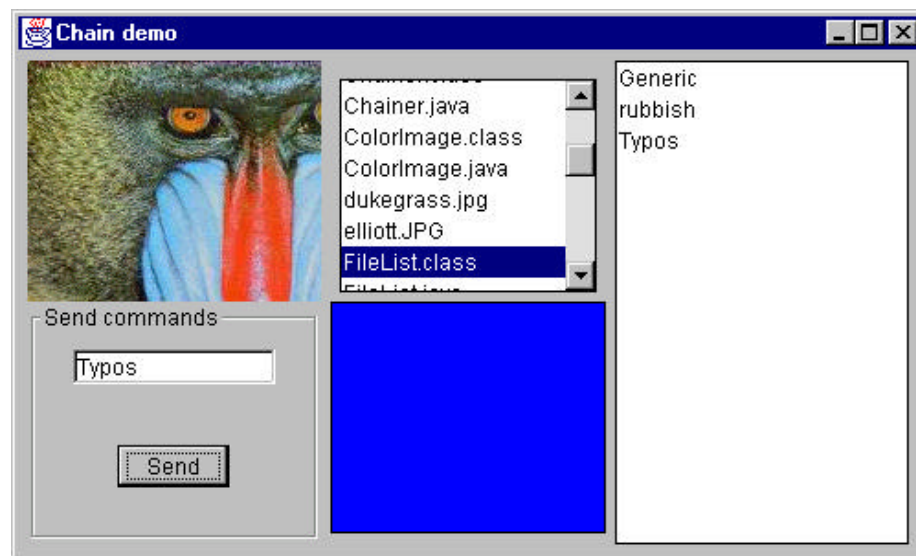 Chain demo
Chainer.java
ColorImage.class
ColorImage.java
dukegrass.jpg
elliott.JPG
FileList.class
Generic
rubbish
Typos
Send commands
Typos
Send